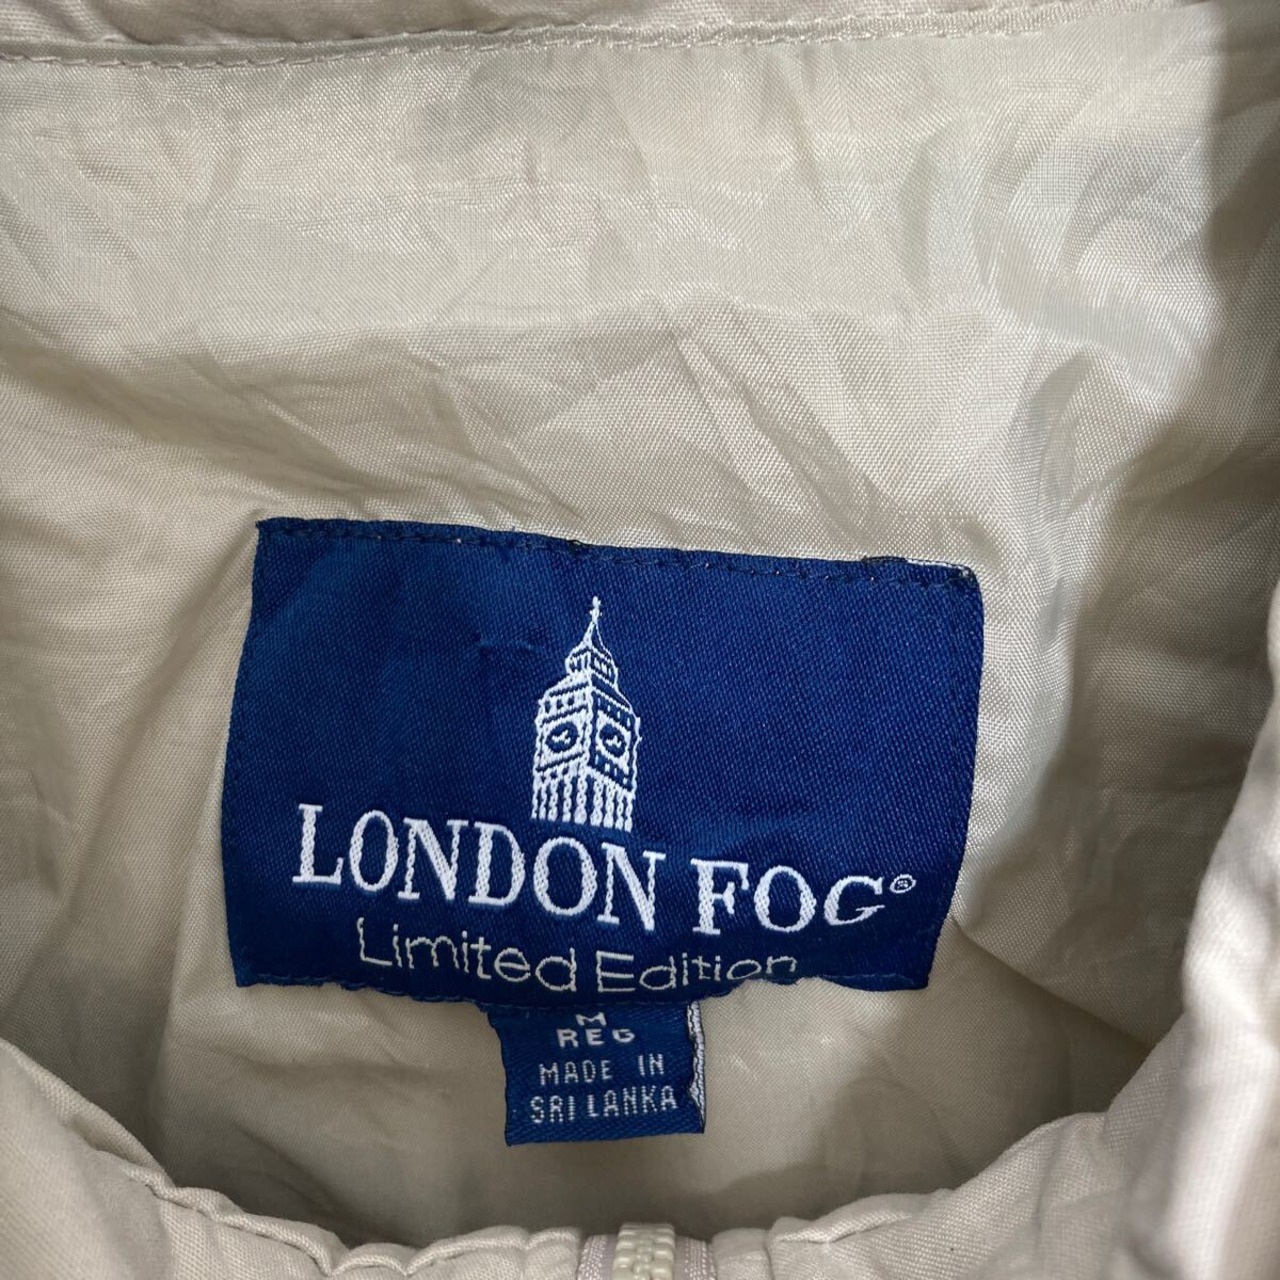 LONDON FOG®
Limited Edition
M
REG
MADE IN
SRI LANKA